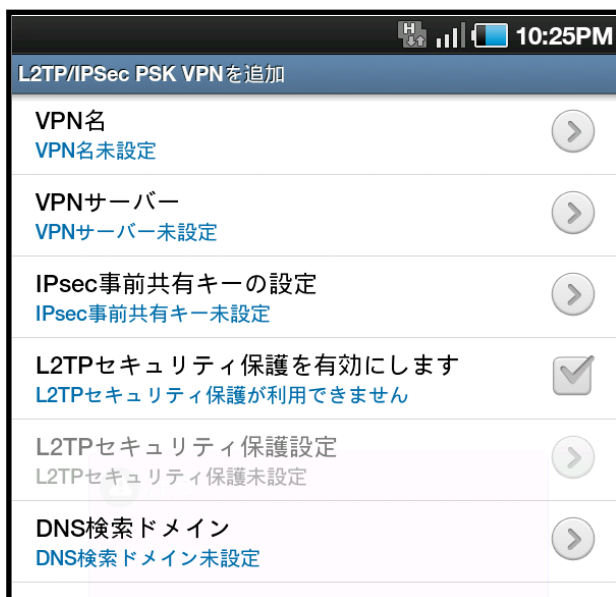 10:25PM
L2TP/IPSec PSK VPNを追加
VPN名
VPN名未設定
VPNサーバー
VPNサーバー未設定
IPsec事前共有キーの設定
IPsec事前共有キー未設定
L2TPセキュリティ保護を有効にします
L2TPセキュリティ保護が利用できません
L2TPセキュリティ保護設定
L2TPセキュリティ保護未設定
DNS検索ドメイン
DNS検索ドメイン未設定